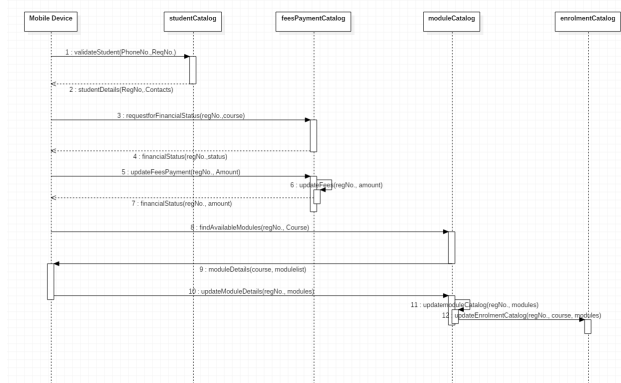 Mobile Device
studentCatalog
feesPaymentCatalog
moduleCatalog
enrolmentCatalog
1 : validateStudent(PhoneNo.,RegNo.)
2 : studentDetails(RegNo,.Contacts)
3 : requestforFinancialStatus(regNo.,course)
4 : financialStatus(regNo.,status)
5 : updateFeesPayment(regNo., Amount)
6 : updateFees(regNo., amount)
7 : financialStatus(regNo., amount)
8 : findAvailableModules(regNo., Course)
9 : moduleDetails(course, modulelist)
10 : updateModuleDetails(regNo., modules)
11 : updatemoduleCatalog(regNo., modules)
12 : updateEnrolmentCatalog(regNo., course, modules)